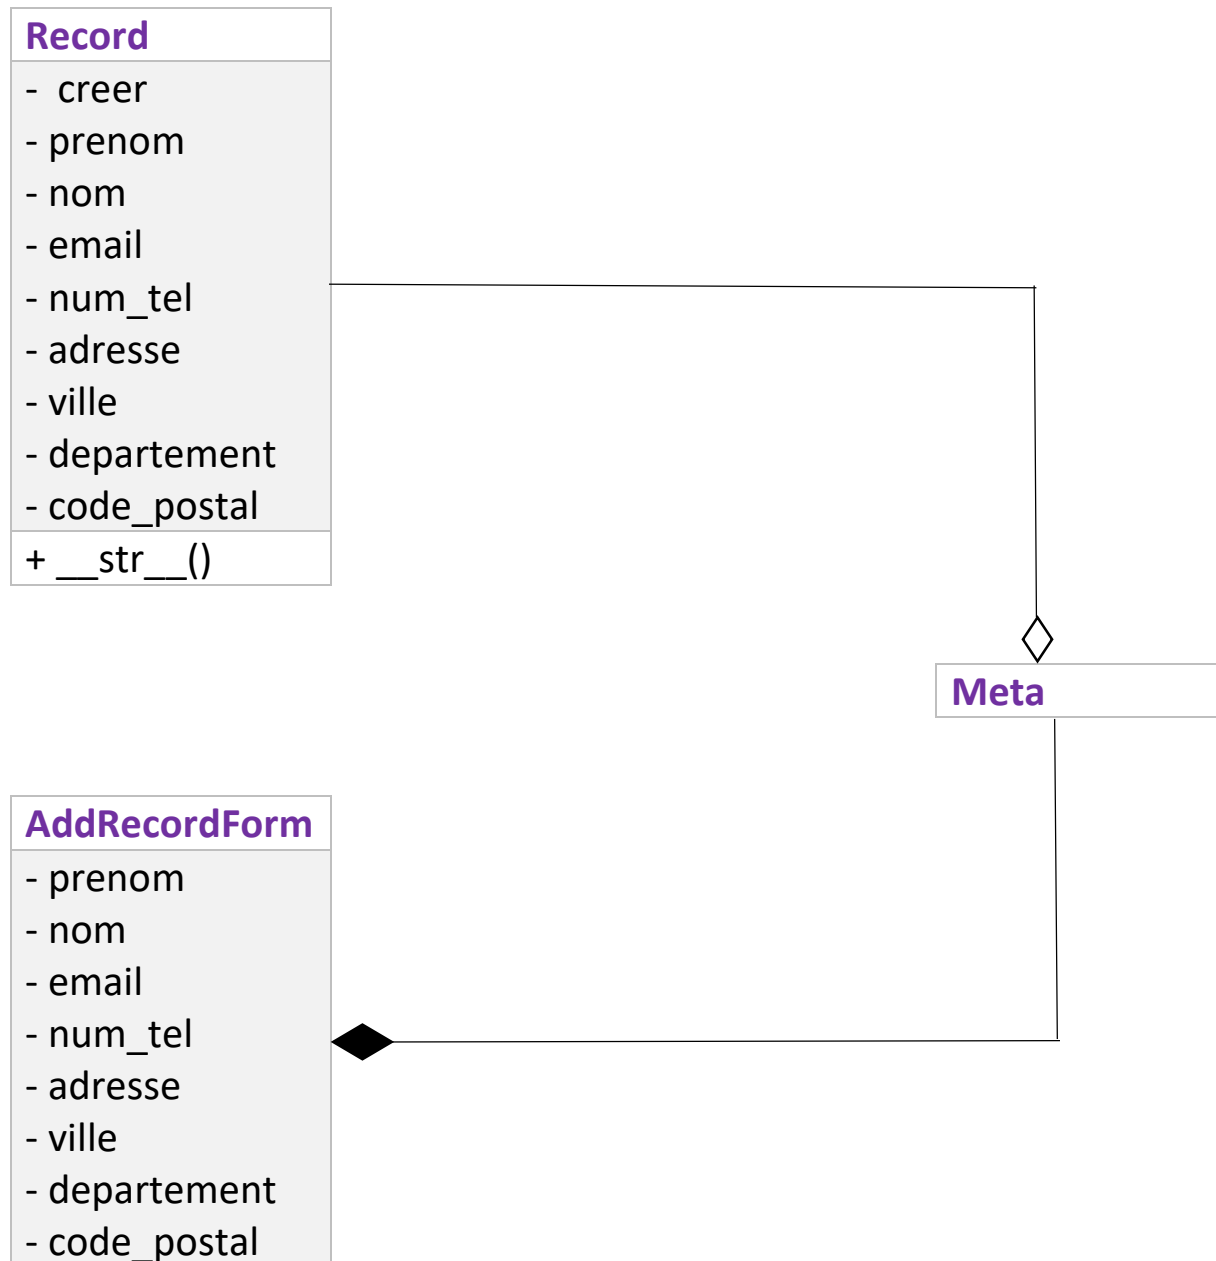 Record
- creer
- prenom
- nom
- email
- num_tel
- adresse
- ville
- departement
- code_postal
+ __str__()
Meta
AddRecordForm
- prenom
- nom
- email
- num_tel
- adresse
- ville
- departement
- code_postal